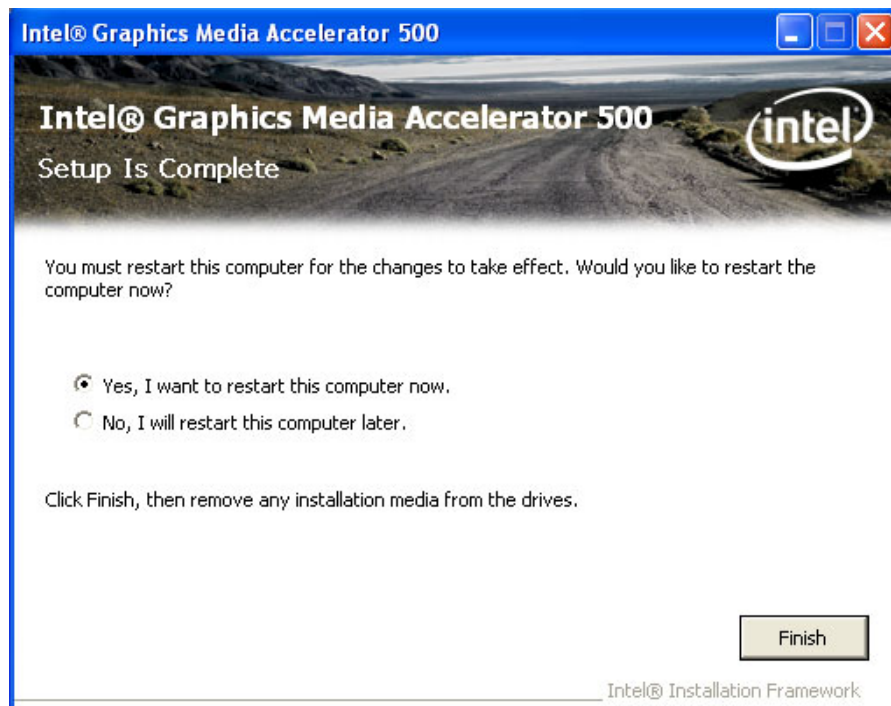 Intel® Graphics Media Accelerator 500
Intel® Graphics Media Accelerator 500
intel
Setup Is Complete
You must restart this computer for the changes to take effect. Would you like to restart the
computer now?
Yes, I want to restart this computer now.
No, I will restart this computer later.
Click Finish, then remove any installation media from the drives.
Finish
Intel® Installation Framework